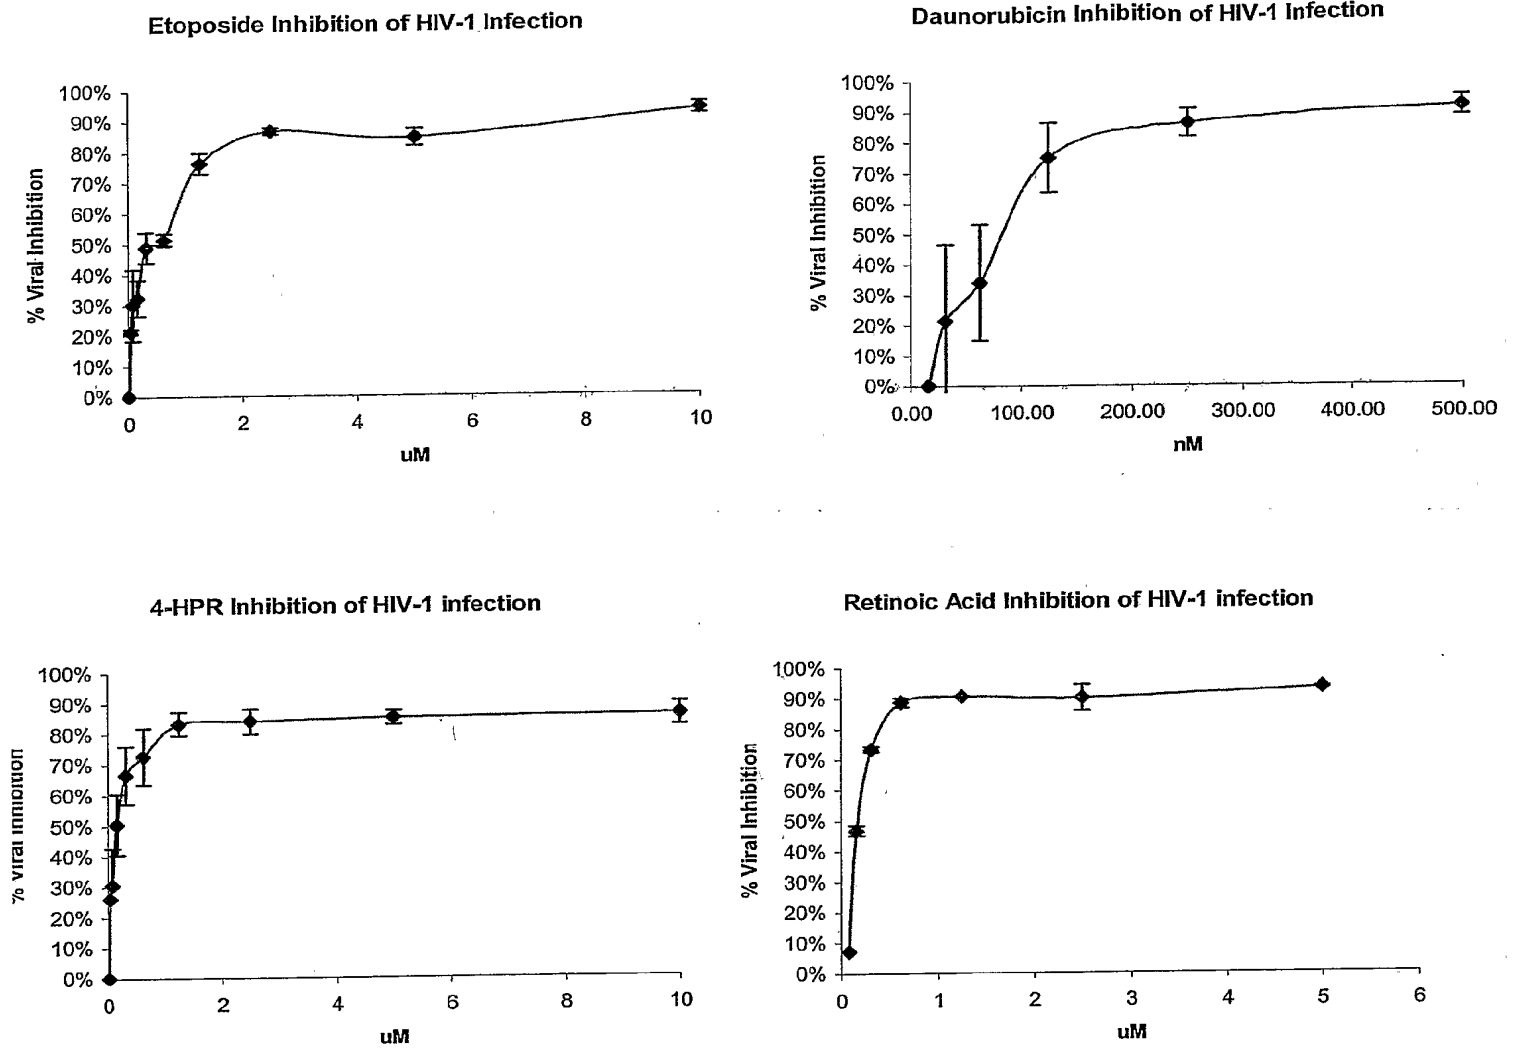 Etoposide Inhibition of HIV-1 Infection
% Viral Inhibition
100%
90%
80%
70%
60%
50%
40%
30%
20%
10%
0%
0 2 4 6 8 10
uM
Daunorubicin Inhibition of HIV-1 Infection
% Viral Inhibition
100%
90%
80%
70%
60%
50%
40%
30%
20%
10%
0%
0.00 100.00 200.00 300.00 400.00 500.00
nM
4-HPR Inhibition of HIV-1 infection
% Viral Inhibition
100%
90%
80%
70%
60%
50%
40%
30%
20%
10%
0%
0 2 4 6 8 10
uM
Retinoic Acid Inhibition of HIV-1 infection
% Viral Inhibition
100%
90%
80%
70%
60%
50%
40%
30%
20%
10%
0%
0 1 2 3 4 5 6
uM